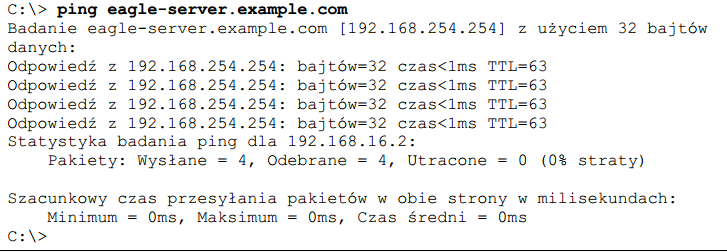 C:\> ping eagle-server.example.com
Badanie eagle-server.example.com [192.168.254.254] z użyciem 32 bajtów
danych:
Odpowiedź z 192.168.254.254: bajtów=32 czas<1ms TTL=63
Odpowiedź z 192.168.254.254: bajtów=32 czas<1ms TTL=63
Odpowiedź z 192.168.254.254: bajtów=32 czas<1ms TTL=63
Odpowiedź z 192.168.254.254: bajtów=32 czas<1ms TTL=63
Statystyka badania ping dla 192.168.16.2:
    Pakiety: Wysłane = 4, Odebrane = 4, Utracone = 0 (0% straty)
Szacunkowy czas przesyłania pakietów w obie strony w milisekundach:
    Minimum = 0ms, Maksimum = 0ms, Czas średni = 0ms
C:\>